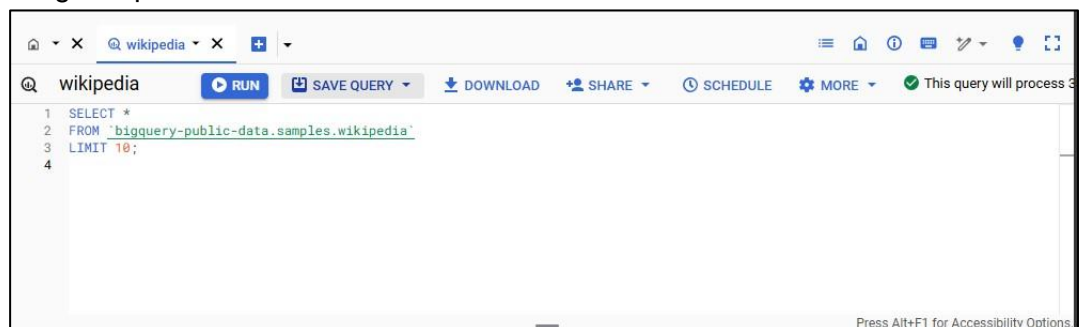 wikipedia
wikipedia RUN SAVE QUERY DOWNLOAD SHARE SCHEDULE MORE This query will process
1 SELECT *
2 FROM `bigquery-public-data.samples.wikipedia`
3 LIMIT 10;
4
Press Alt+F1 for Accessibility Options.